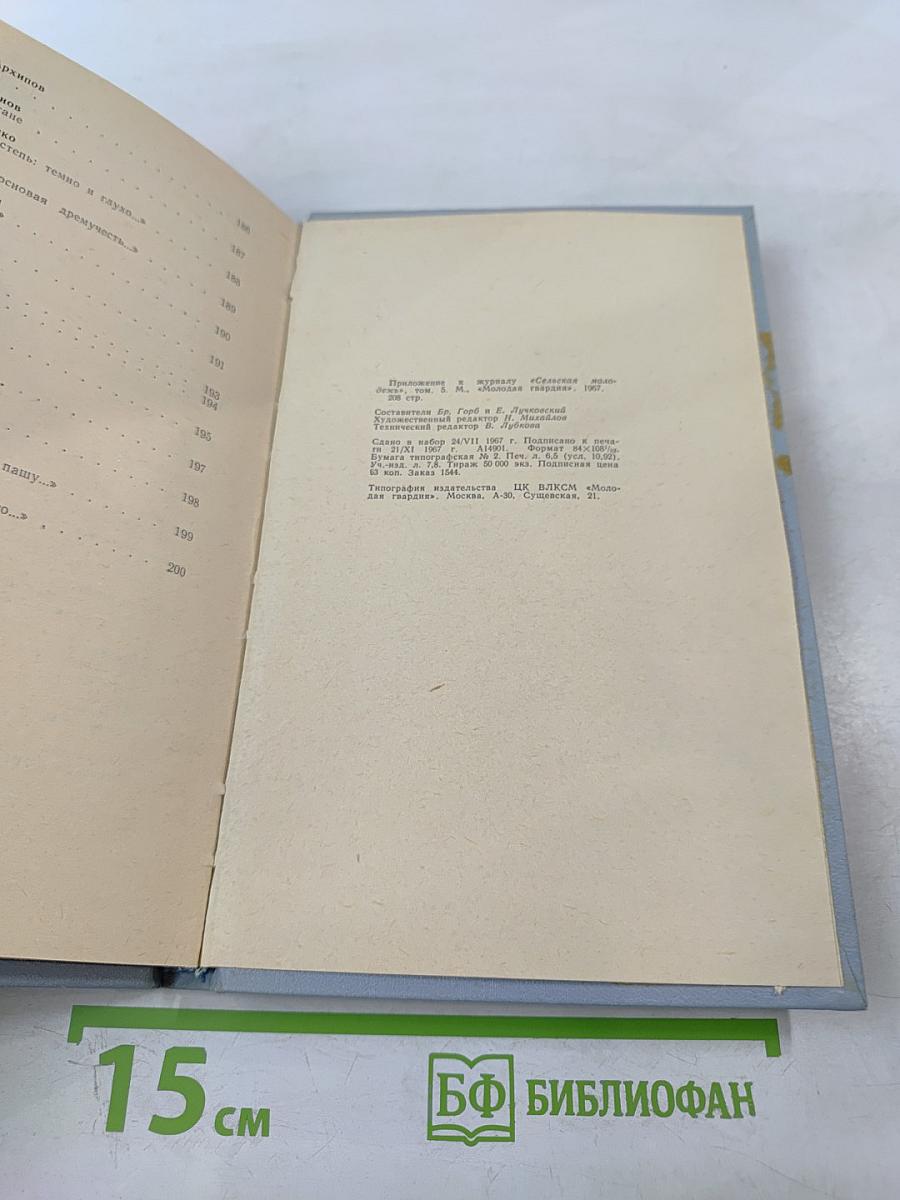 Архипов
степь: темно и глухо...»
дремучесть...»
186
187
188
189
190
191
193
194
195
197
пашу...»
198
199
200
Приложение к журналу «Сельская моло-
дежь», том. 5. М., «Молодая гвардия», 1967.
208 стр.
Составители Бр. Горб и Е. Лучковский
Художественный редактор Н. Михайлов
Технический редактор В. Лубкова
Сдано в набор 24/VII 1967 г. Подписано к печа-
ти 21/XI 1967 г. А14901. Формат 84×108¹/₃₂.
Бумага типографская № 2. Печ. л. 6,5 (усл. 10,92).
Уч.-изд. л. 7,8. Тираж 50 000 экз. Подписная цена
63 коп. Заказ 1544.
Типография издательства ЦК ВЛКСМ «Моло-
дая гвардия». Москва, А-30, Сущевская, 21.
15 см
БФ БИБЛИОФАН